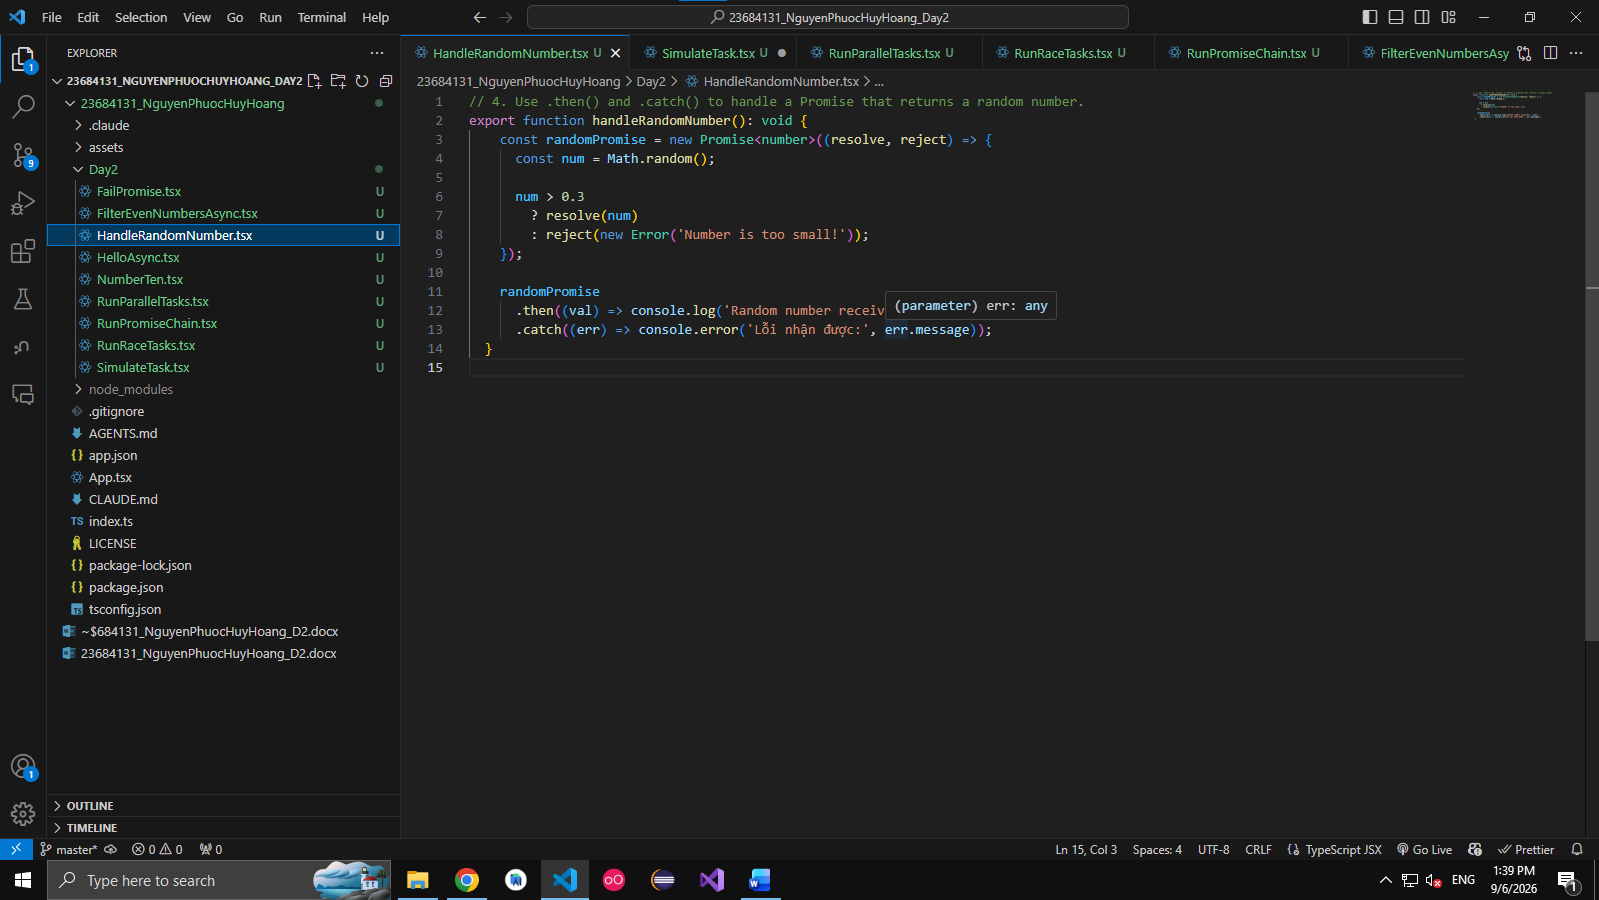 File Edit Selection View Go Run Terminal Help
23684131_NguyenPhuocHuyHoang_Day2
EXPLORER
23684131_NGUYENPHUOCHUYHOANG_DAY2
23684131_NguyenPhuocHuyHoang
.claude
assets
Day2
FailPromise.tsx U
FilterEvenNumbersAsync.tsx U
HandleRandomNumber.tsx U
HelloAsync.tsx U
NumberTen.tsx U
RunParallelTasks.tsx U
RunPromiseChain.tsx U
RunRaceTasks.tsx U
SimulateTask.tsx U
node_modules
.gitignore
AGENTS.md
app.json
App.tsx
CLAUDE.md
index.ts
LICENSE
package-lock.json
package.json
tsconfig.json
~$684131_NguyenPhuocHuyHoang_D2.docx
23684131_NguyenPhuocHuyHoang_D2.docx
OUTLINE
TIMELINE
HandleRandomNumber.tsx U SimulateTask.tsx U RunParallelTasks.tsx U RunRaceTasks.tsx U RunPromiseChain.tsx U FilterEvenNumbersAsy
23684131_NguyenPhuocHuyHoang > Day2 > HandleRandomNumber.tsx > ...
1 // 4. Use .then() and .catch() to handle a Promise that returns a random number.
2 export function handleRandomNumber(): void {
3 const randomPromise = new Promise<number>((resolve, reject) => {
4 const num = Math.random();
5
6 num > 0.3
7 ? resolve(num)
8 : reject(new Error('Number is too small!'));
9 });
10
11 randomPromise
12 .then((val) => console.log('Random number receiv
(parameter) err: any
13 .catch((err) => console.error('Lỗi nhận được:', err.message));
14 }
15
1
9
1
master* 0 0 0 Ln 15, Col 3 Spaces: 4 UTF-8 CRLF TypeScript JSX Go Live Prettier
Type here to search
ENG
1:39 PM
9/6/2026
1